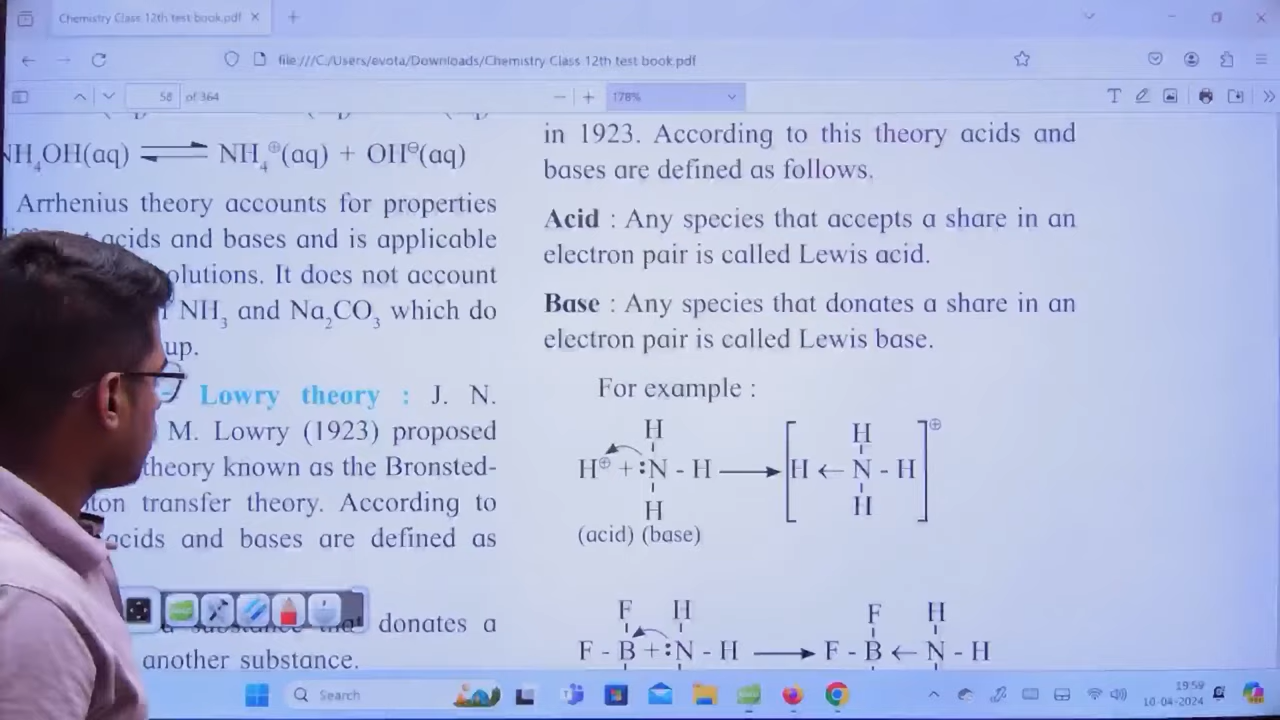 Chemistry Class 12th test book.pdf
file:///C:/Users/evota/Downloads/Chemistry Class 12th test book.pdf
58 of 364
178%
NH₄OH(aq) ⇌ NH₄⊕(aq) + OH⊖(aq)
Arrhenius theory accounts for properties
acids and bases and is applicable
solutions. It does not account
NH₃ and Na₂CO₃ which do
up.
Lowry theory : J. N.
M. Lowry (1923) proposed
theory known as the Bronsted-
transfer theory. According to
acids and bases are defined as
donates a
another substance.
in 1923. According to this theory acids and
bases are defined as follows.
Acid : Any species that accepts a share in an
electron pair is called Lewis acid.
Base : Any species that donates a share in an
electron pair is called Lewis base.
For example :
H H
H⊕ + :N - H ⟶ [H ← N - H]⊕
H H
(acid) (base)
F H F H
F - B + :N - H ⟶ F - B ← N - H
Search
19:59
10-04-2024